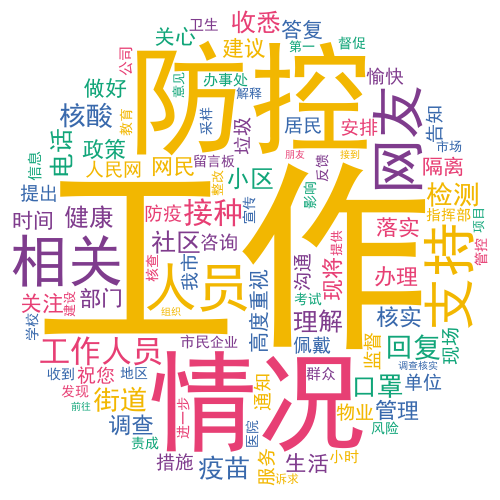 卫生
收悉
关心
答复
第一
督促
公司
防控
建议
办事处
解释
愉快
做好
意见
核酸
教育
采样
垃圾
居民
安排
告知
市场
网友
电话
政策
网民
留言板
反馈
朋友
接到
隔离
信息
人民网
整改
小区
影响
检测
提出
工作
指挥部
项目
时间
健康
防疫
接种
宣传
落实
支持
管控
相关
社区
咨询
沟通
现将
提供
核查
我市
人员
高度重视
办理
关注
建设
部门
考试
组织
理解
核实
学校
市民
企业
佩戴
监督
回复
现场
工作人员
情况
调查核实
收到
祝您
地区
群众
口罩
单位
发现
街道
通知
前往
进一步
物业
管理
调查
责成
医院
风险
措施
疫苗
服务
生活
小时
诉求